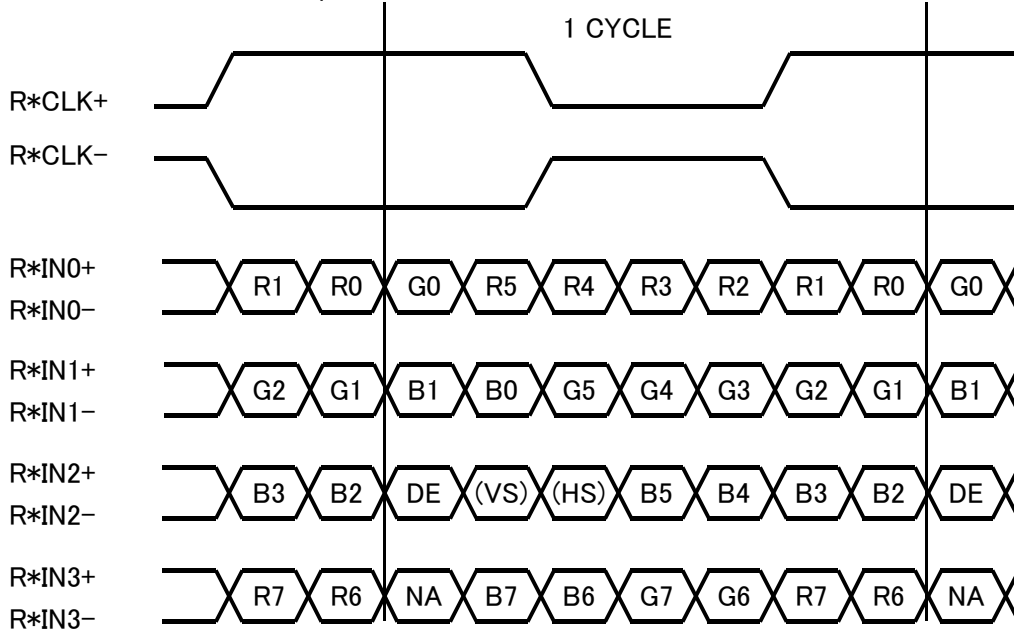 1 CYCLE
R*CLK+
R*CLK-
R*IN0+
R1 R0 G0 R5 R4 R3 R2 R1 R0 G0
R*IN0-
R*IN1+
G2 G1 B1 B0 G5 G4 G3 G2 G1 B1
R*IN1-
R*IN2+
B3 B2 DE (VS) (HS) B5 B4 B3 B2 DE
R*IN2-
R*IN3+
R7 R6 NA B7 B6 G7 G6 R7 R6 NA
R*IN3-